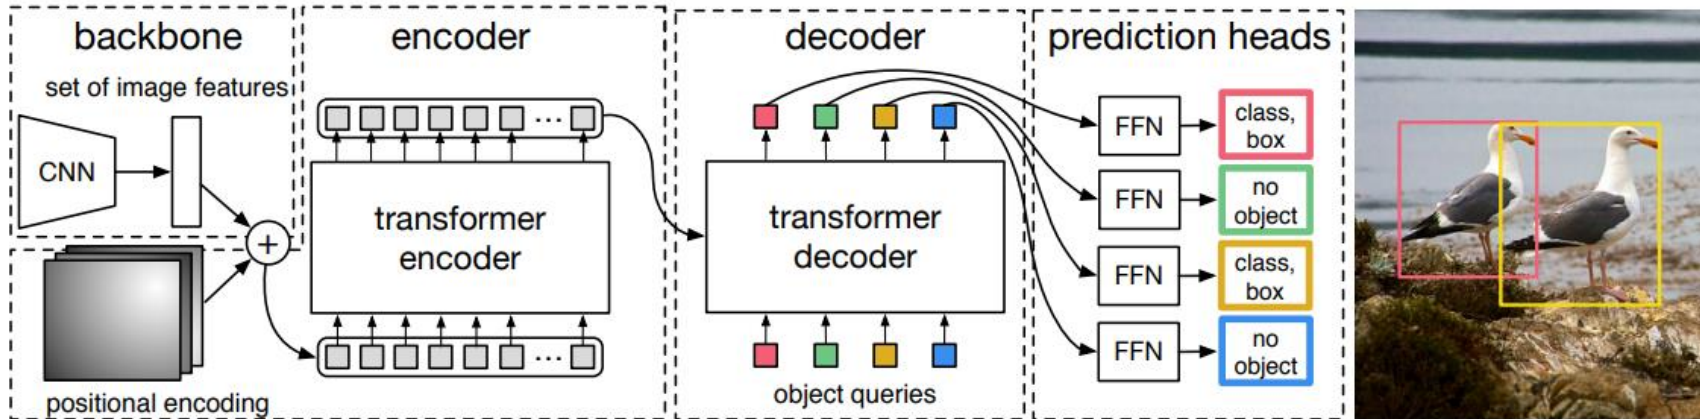 backbone
set of image features
CNN
+
positional encoding
encoder
...
transformer
encoder
...
decoder
transformer
decoder
object queries
prediction heads
FFN
class,
box
FFN
no
object
FFN
class,
box
FFN
no
object